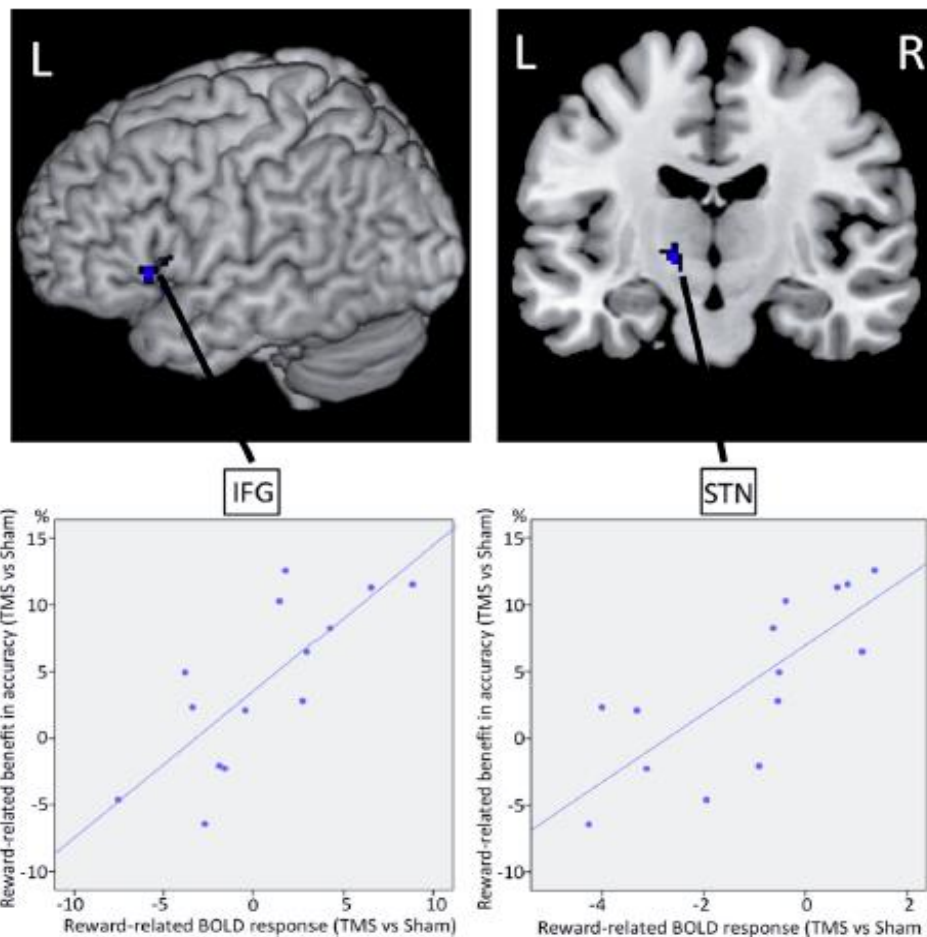 L
L R
IFG
STN
%
Reward-related benefit in accuracy (TMS vs Sham)
15
10
5
0
-5
-10
-10 -5 0 5 10
Reward-related BOLD response (TMS vs Sham)
%
Reward-related benefit in accuracy (TMS vs Sham)
15
10
5
0
-5
-10
-4 -2 0 2
Reward-related BOLD response (TMS vs Sham